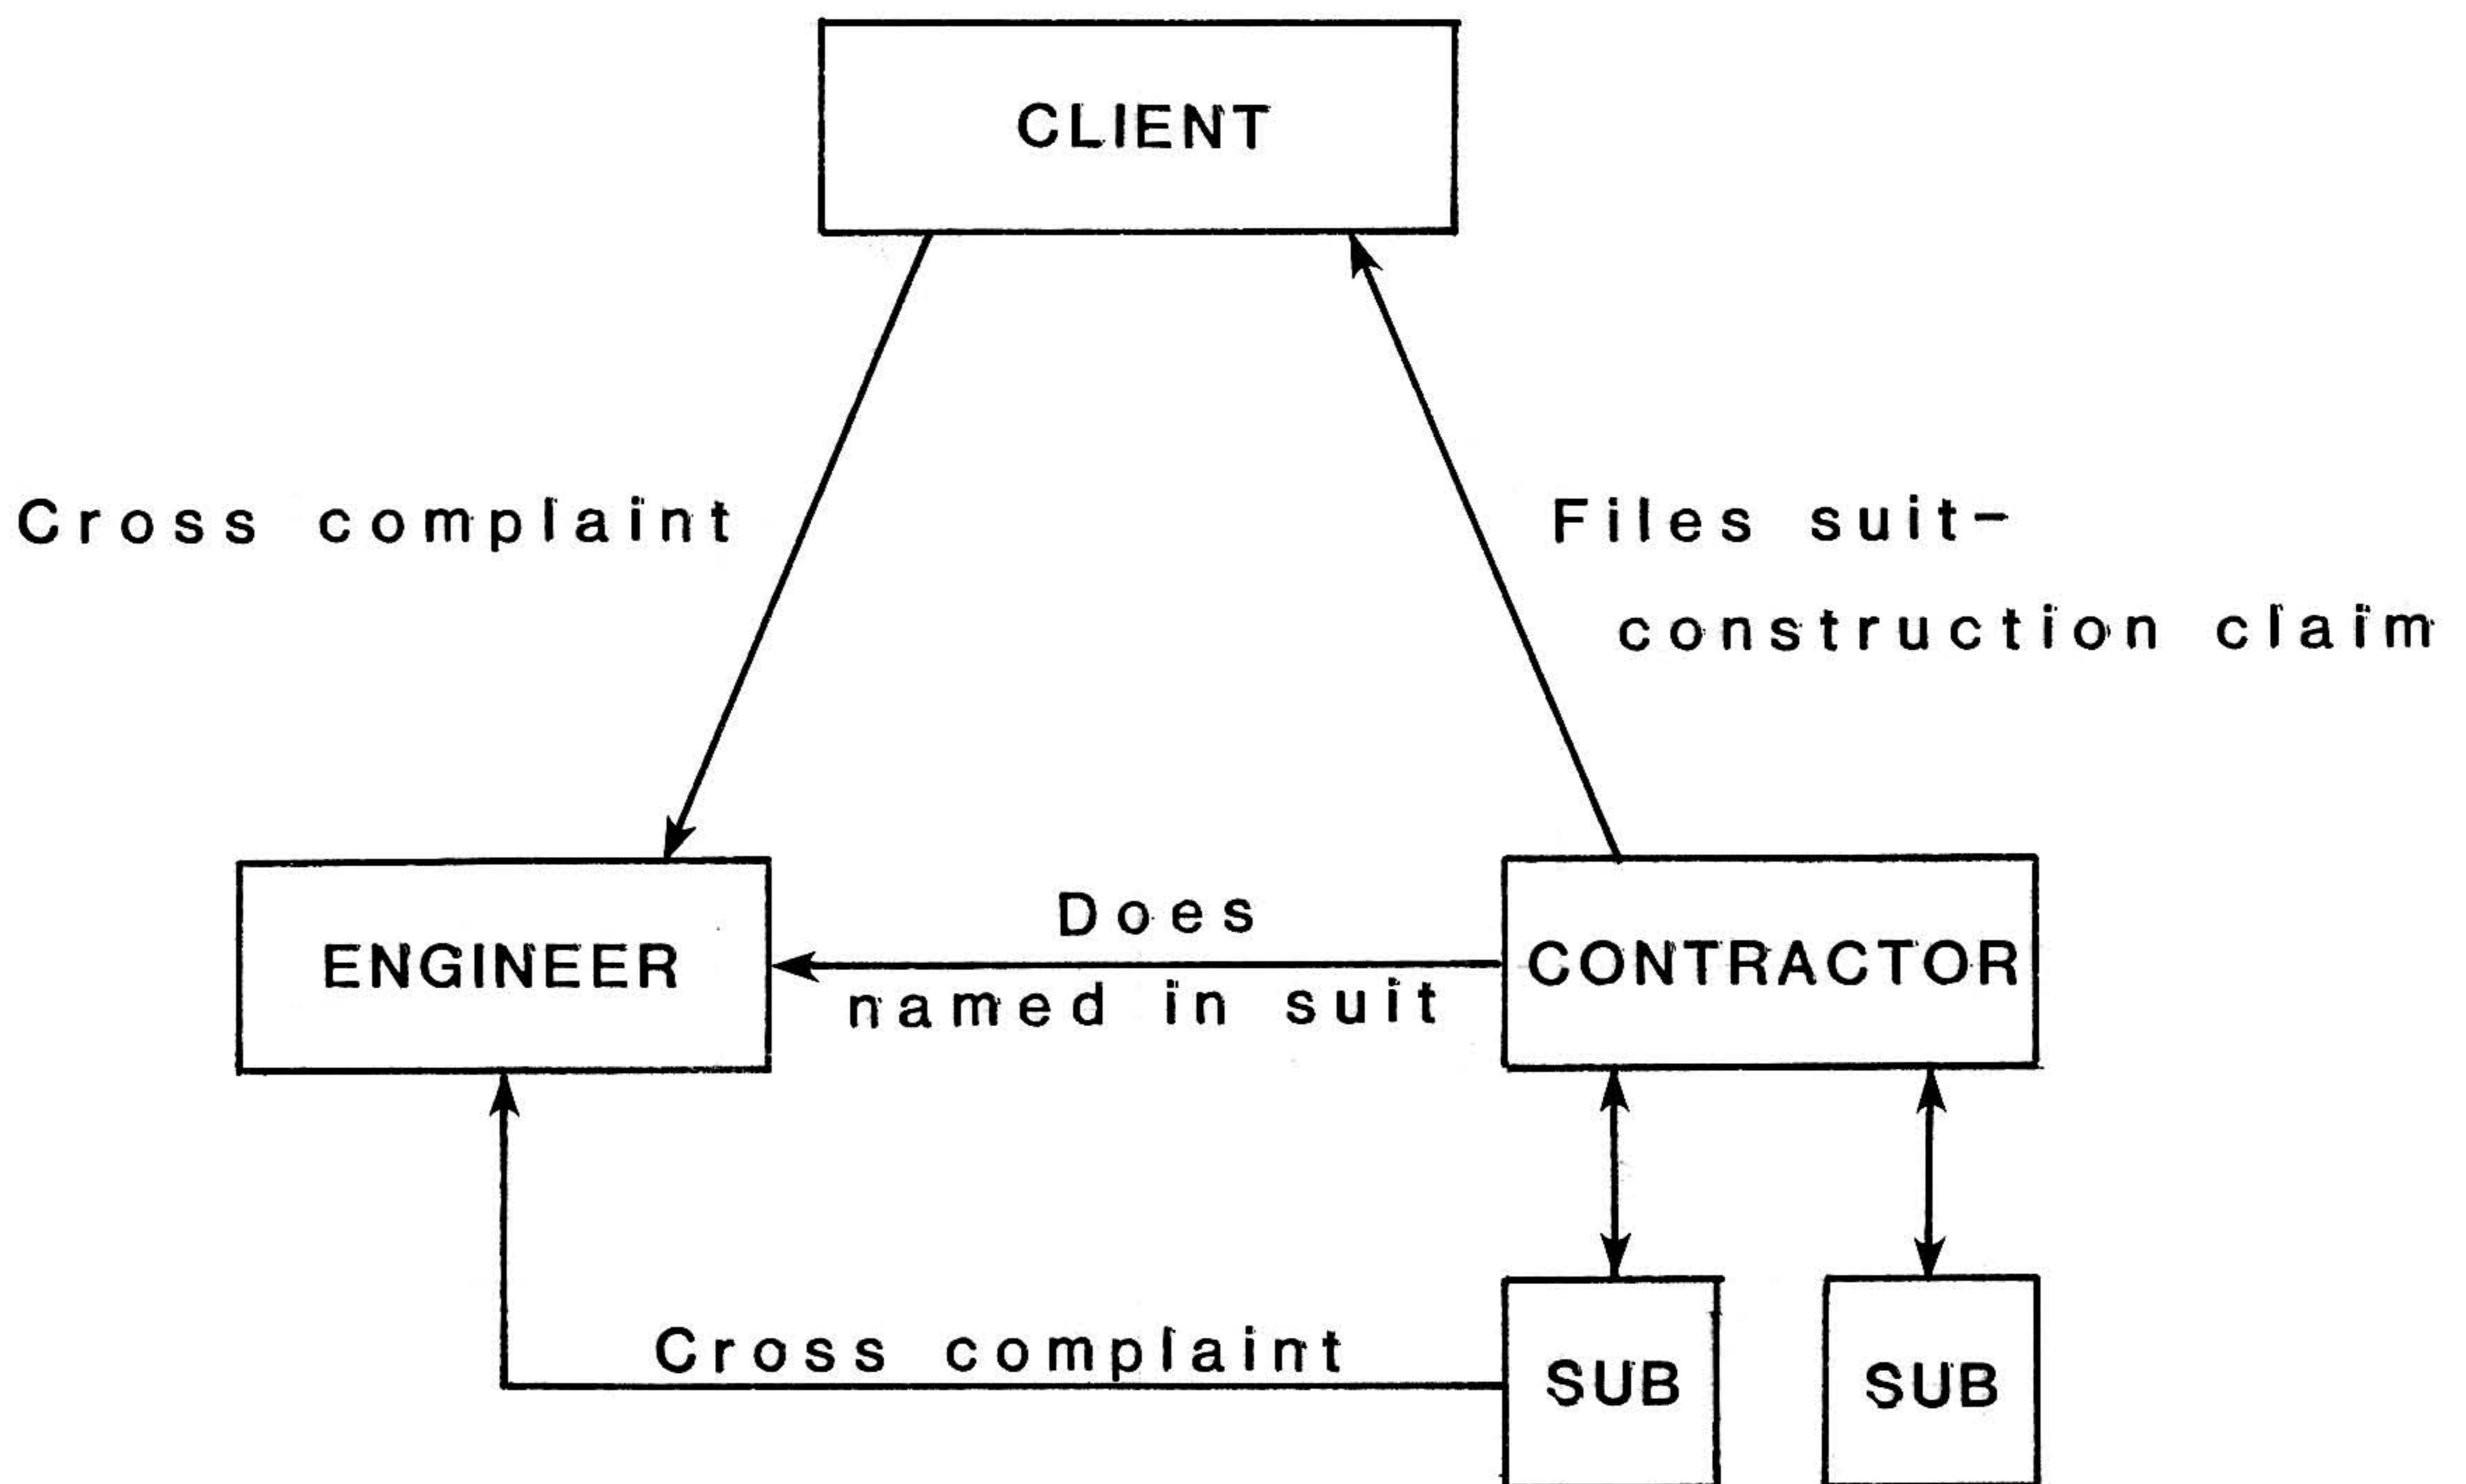 CLIENT
Cross complaint
Files suit-
construction claim
ENGINEER
Does
named in suit
CONTRACTOR
Cross complaint
SUB
SUB